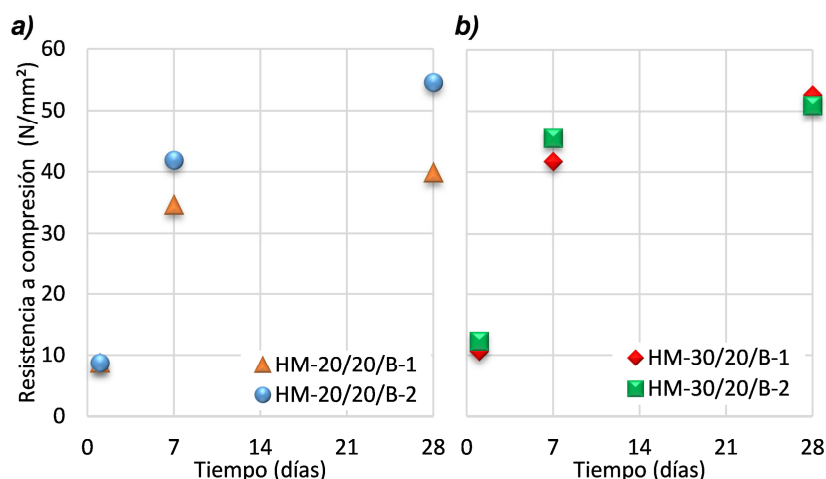 a)
b)
Resistencia a compresión (N/mm²)
60
50
40
30
20
10
0
HM-20/20/B-1
HM-20/20/B-2
0 7 14 21 28
Tiempo (días)
HM-30/20/B-1
HM-30/20/B-2
0 7 14 21 28
Tiempo (días)